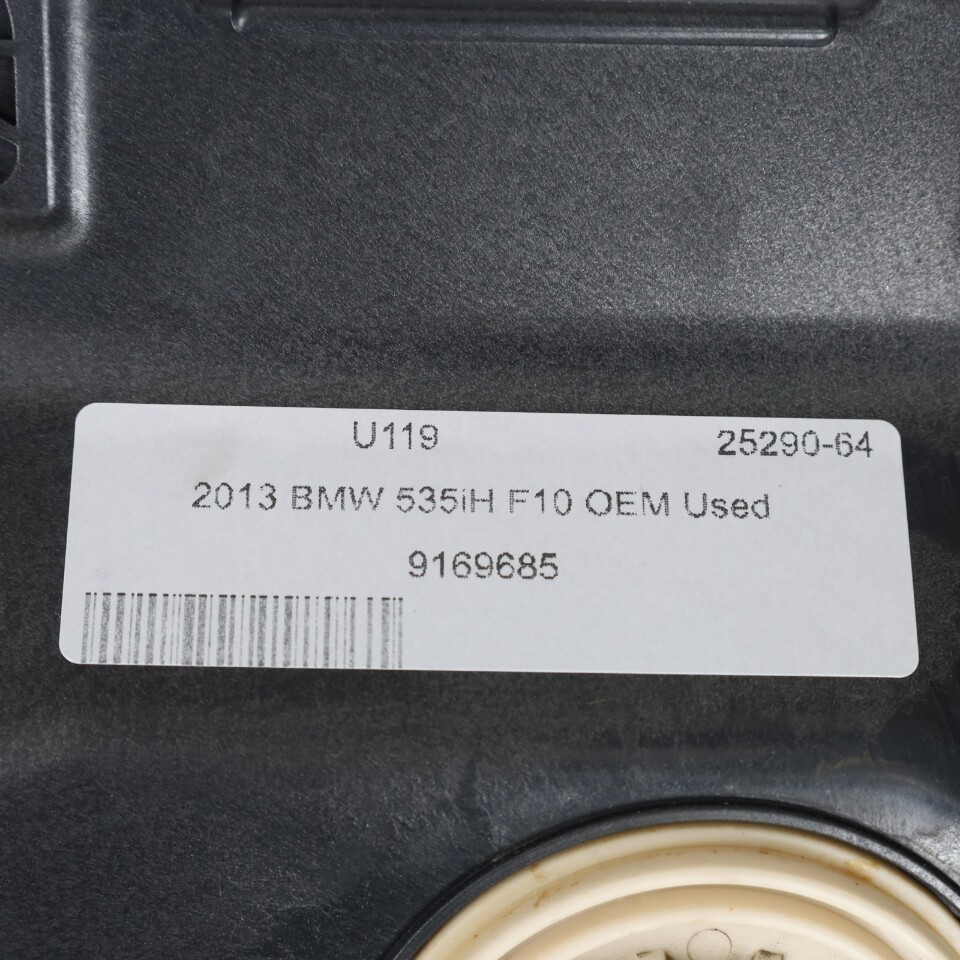 U119 25290-64
2013 BMW 535iH F10 OEM Used
9169685